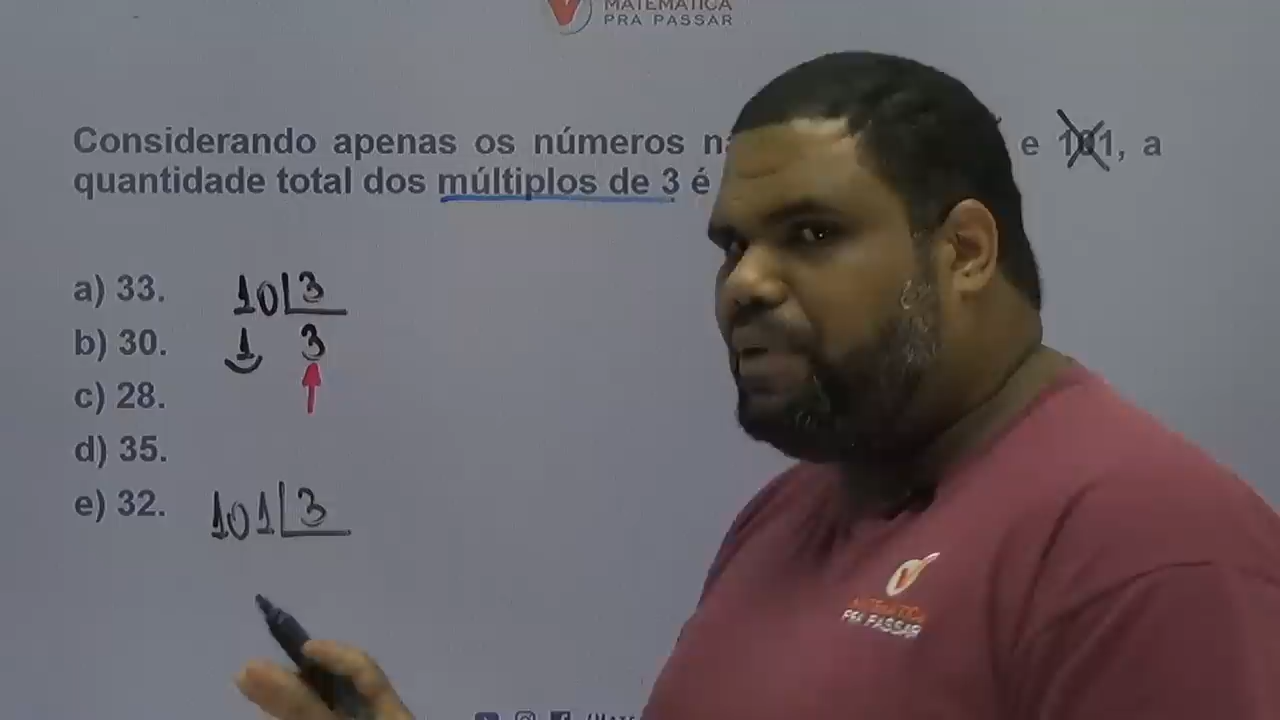 MATEMÁTICA
PRA PASSAR
Considerando apenas os números e 101, a
quantidade total dos múltiplos de 3 é
a) 33. 10 3
b) 30. 1 3
c) 28.
d) 35.
e) 32. 101 3
MATEMÁTICA
PRA PASSAR